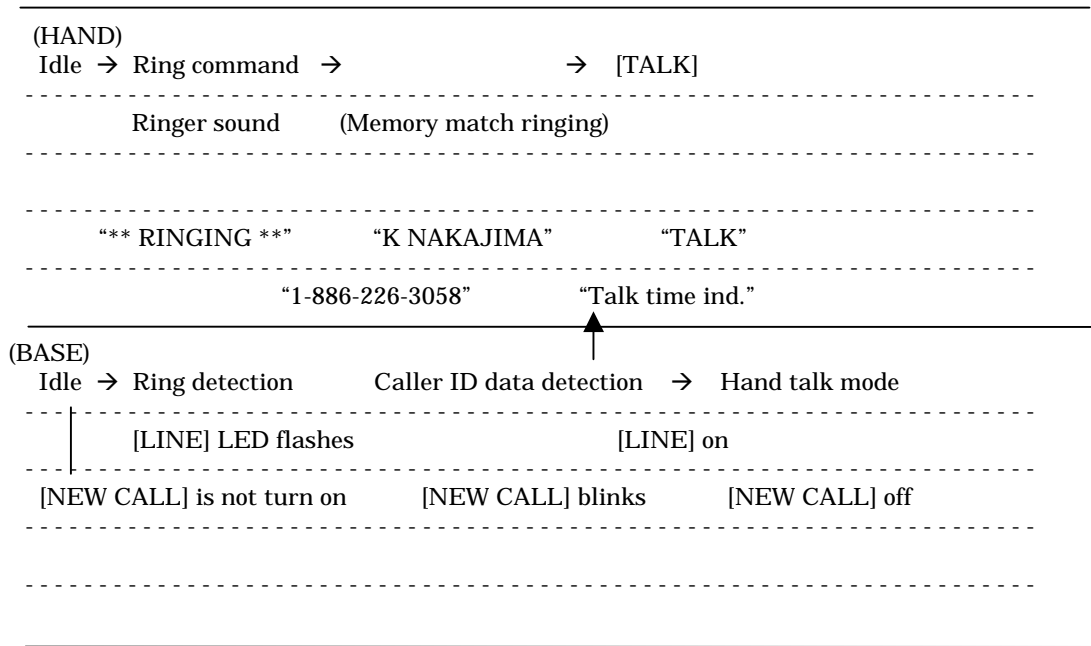 (HAND)
Idle → Ring command → → [TALK]
Ringer sound (Memory match ringing)
“** RINGING **” “K NAKAJIMA” “TALK”
“1-886-226-3058” “Talk time ind.”
(BASE)
Idle → Ring detection Caller ID data detection → Hand talk mode
[LINE] LED flashes [LINE] on
[NEW CALL] is not turn on [NEW CALL] blinks [NEW CALL] off